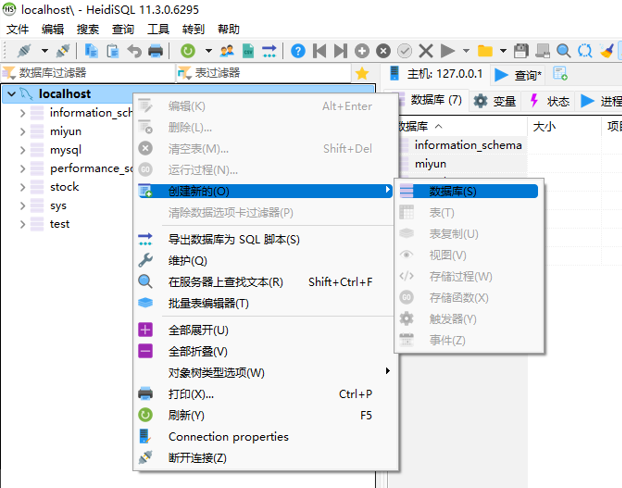 localhost\ - HeidiSQL 11.3.0.6295
文件 编辑 搜索 查询 工具 转到 帮助
数据库过滤器 表过滤器 主机: 127.0.0.1 查询*
localhost 数据库 (7) 变量 状态 进程
information_sch
miyun
mysql
performance_sc
stock
sys
test
编辑(K) Alt+Enter
删除(L)...
清空表(M)... Shift+Del
运行过程(N)...
创建新的(O)
清除数据选项卡过滤器(P)
导出数据库为 SQL 脚本(S)
维护(Q)
在服务器上查找文本(R) Shift+Ctrl+F
批量表编辑器(T)
全部展开(U)
全部折叠(V)
对象树类型选项(W)
打印(X)... Ctrl+P
刷新(Y) F5
Connection properties
断开连接(Z)
数据库 大小 项
information_schema
miyun
数据库(S)
表(T)
表复制(U)
视图(V)
存储过程(W)
存储函数(X)
触发器(Y)
事件(Z)